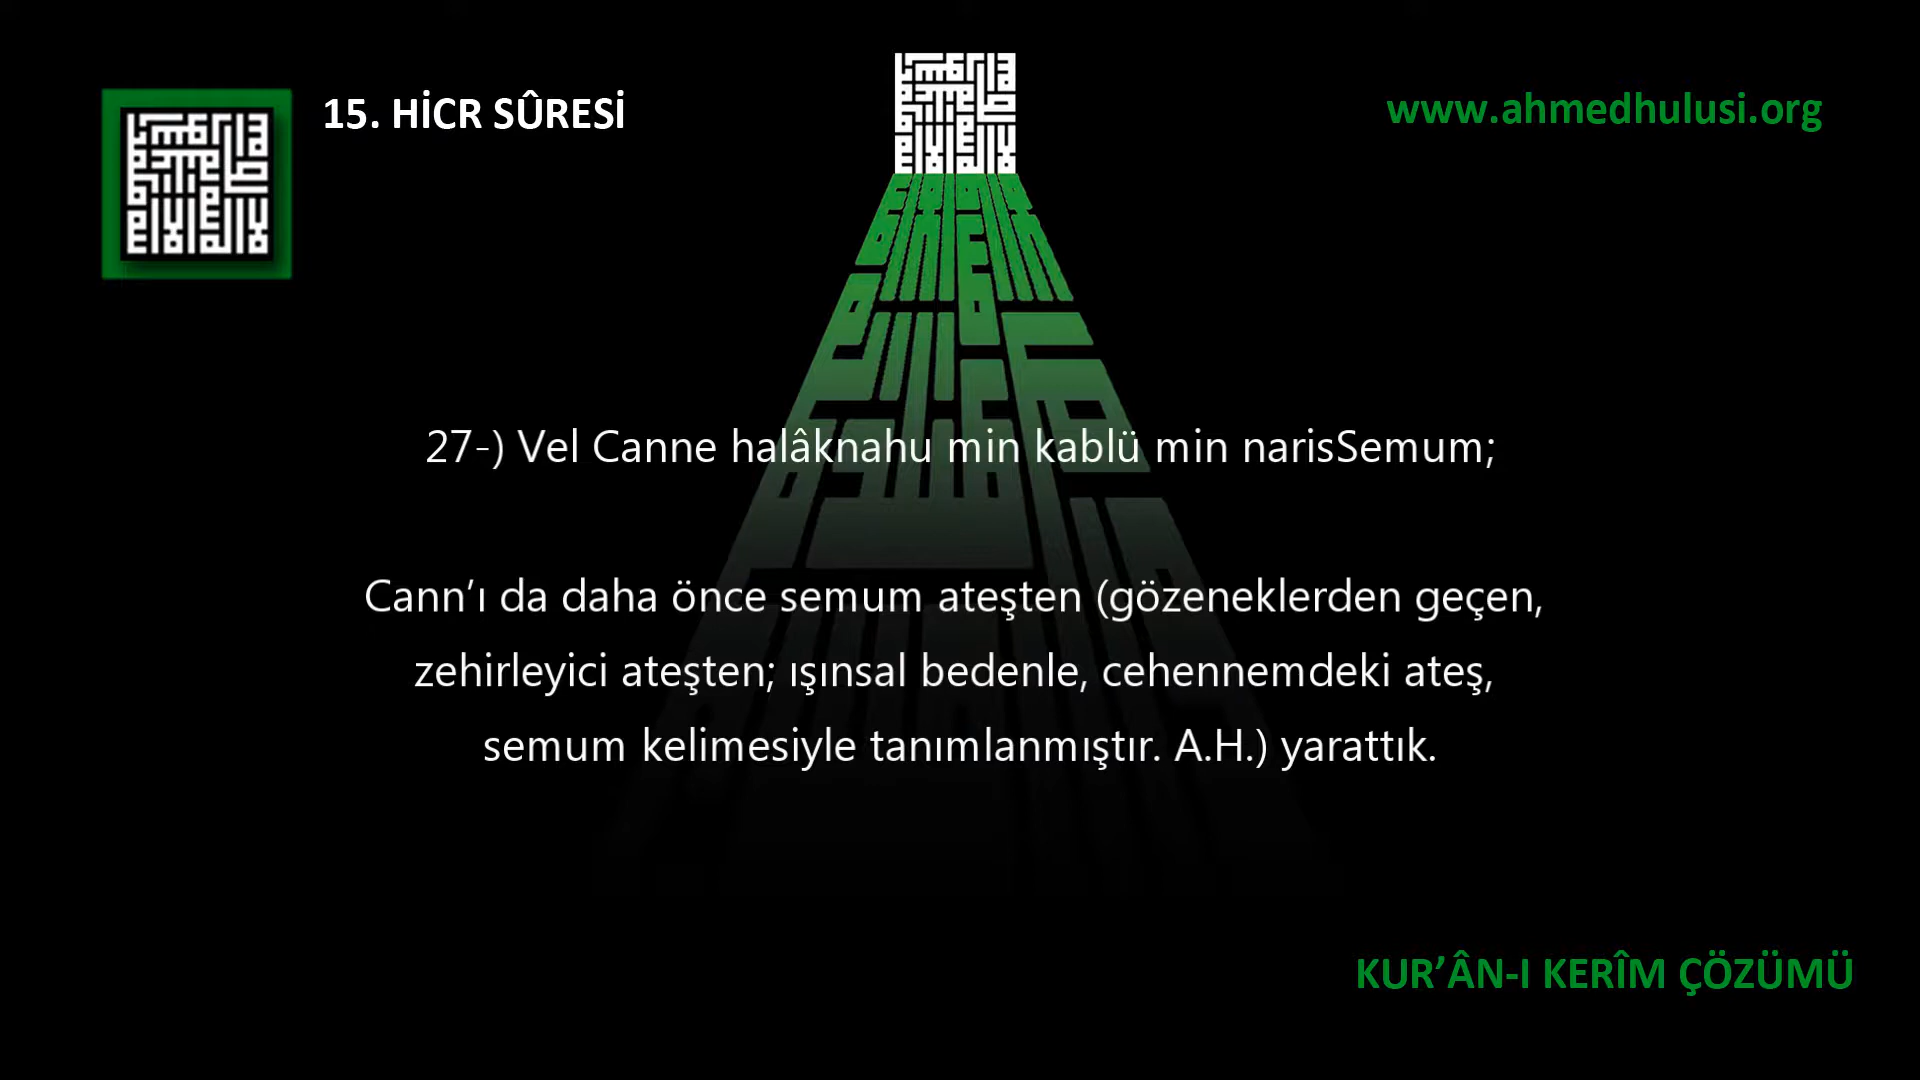 15. HİCR SÛRESİ
www.ahmedhulusi.org
27-) Vel Canne halâknahu min kablü min narisSemum;
Cann’ı da daha önce semum ateşten (gözeneklerden geçen,
zehirleyici ateşten; ışınsal bedenle, cehennemdeki ateş,
semum kelimesiyle tanımlanmıştır. A.H.) yarattık.
KUR’ÂN-I KERÎM ÇÖZÜMÜ